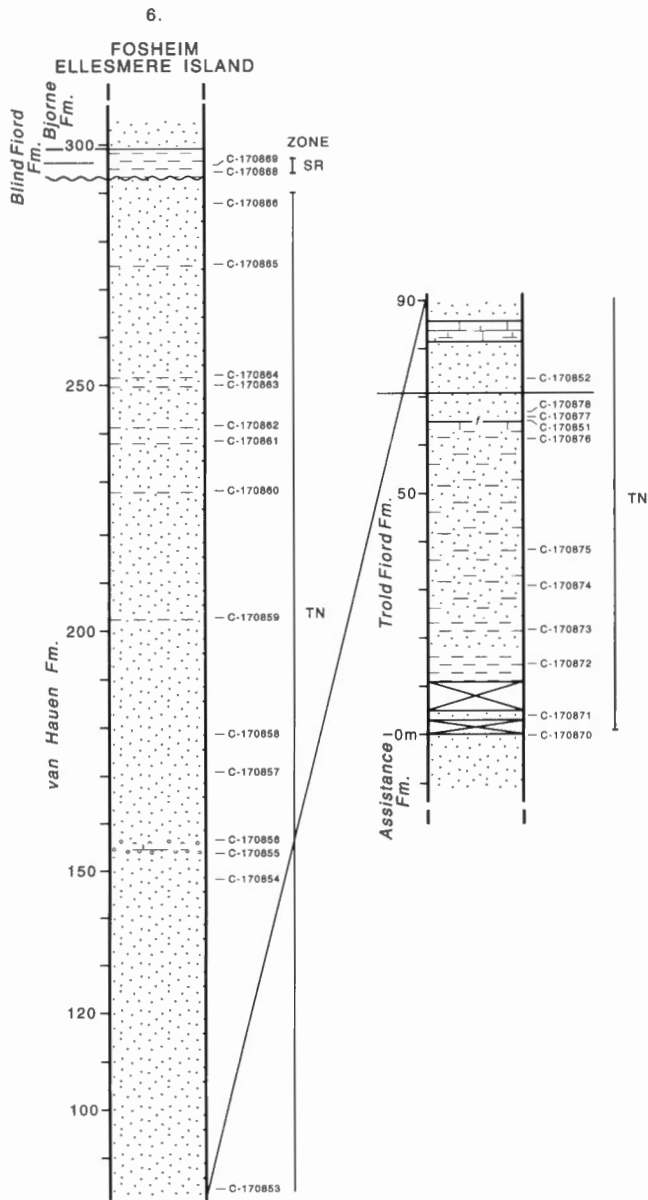 6.
FOSHEIM
ELLESMERE ISLAND
Blind Fiord
Fm.
Bjorne
Fm.
ZONE
300
C-170869
C-170868
SR
C-170866
C-170865
C-170864
250
C-170863
C-170862
C-170861
C-170860
200
C-170859
TN
van Hauen Fm.
C-170858
C-170857
C-170856
C-170855
150
C-170854
120
100
C-170853
90
C-170852
C-170878
C-170877
f
C-170851
C-170876
50
TN
Trold Fiord Fm.
C-170875
C-170874
C-170873
C-170872
C-170871
0m
C-170870
Assistance
Fm.